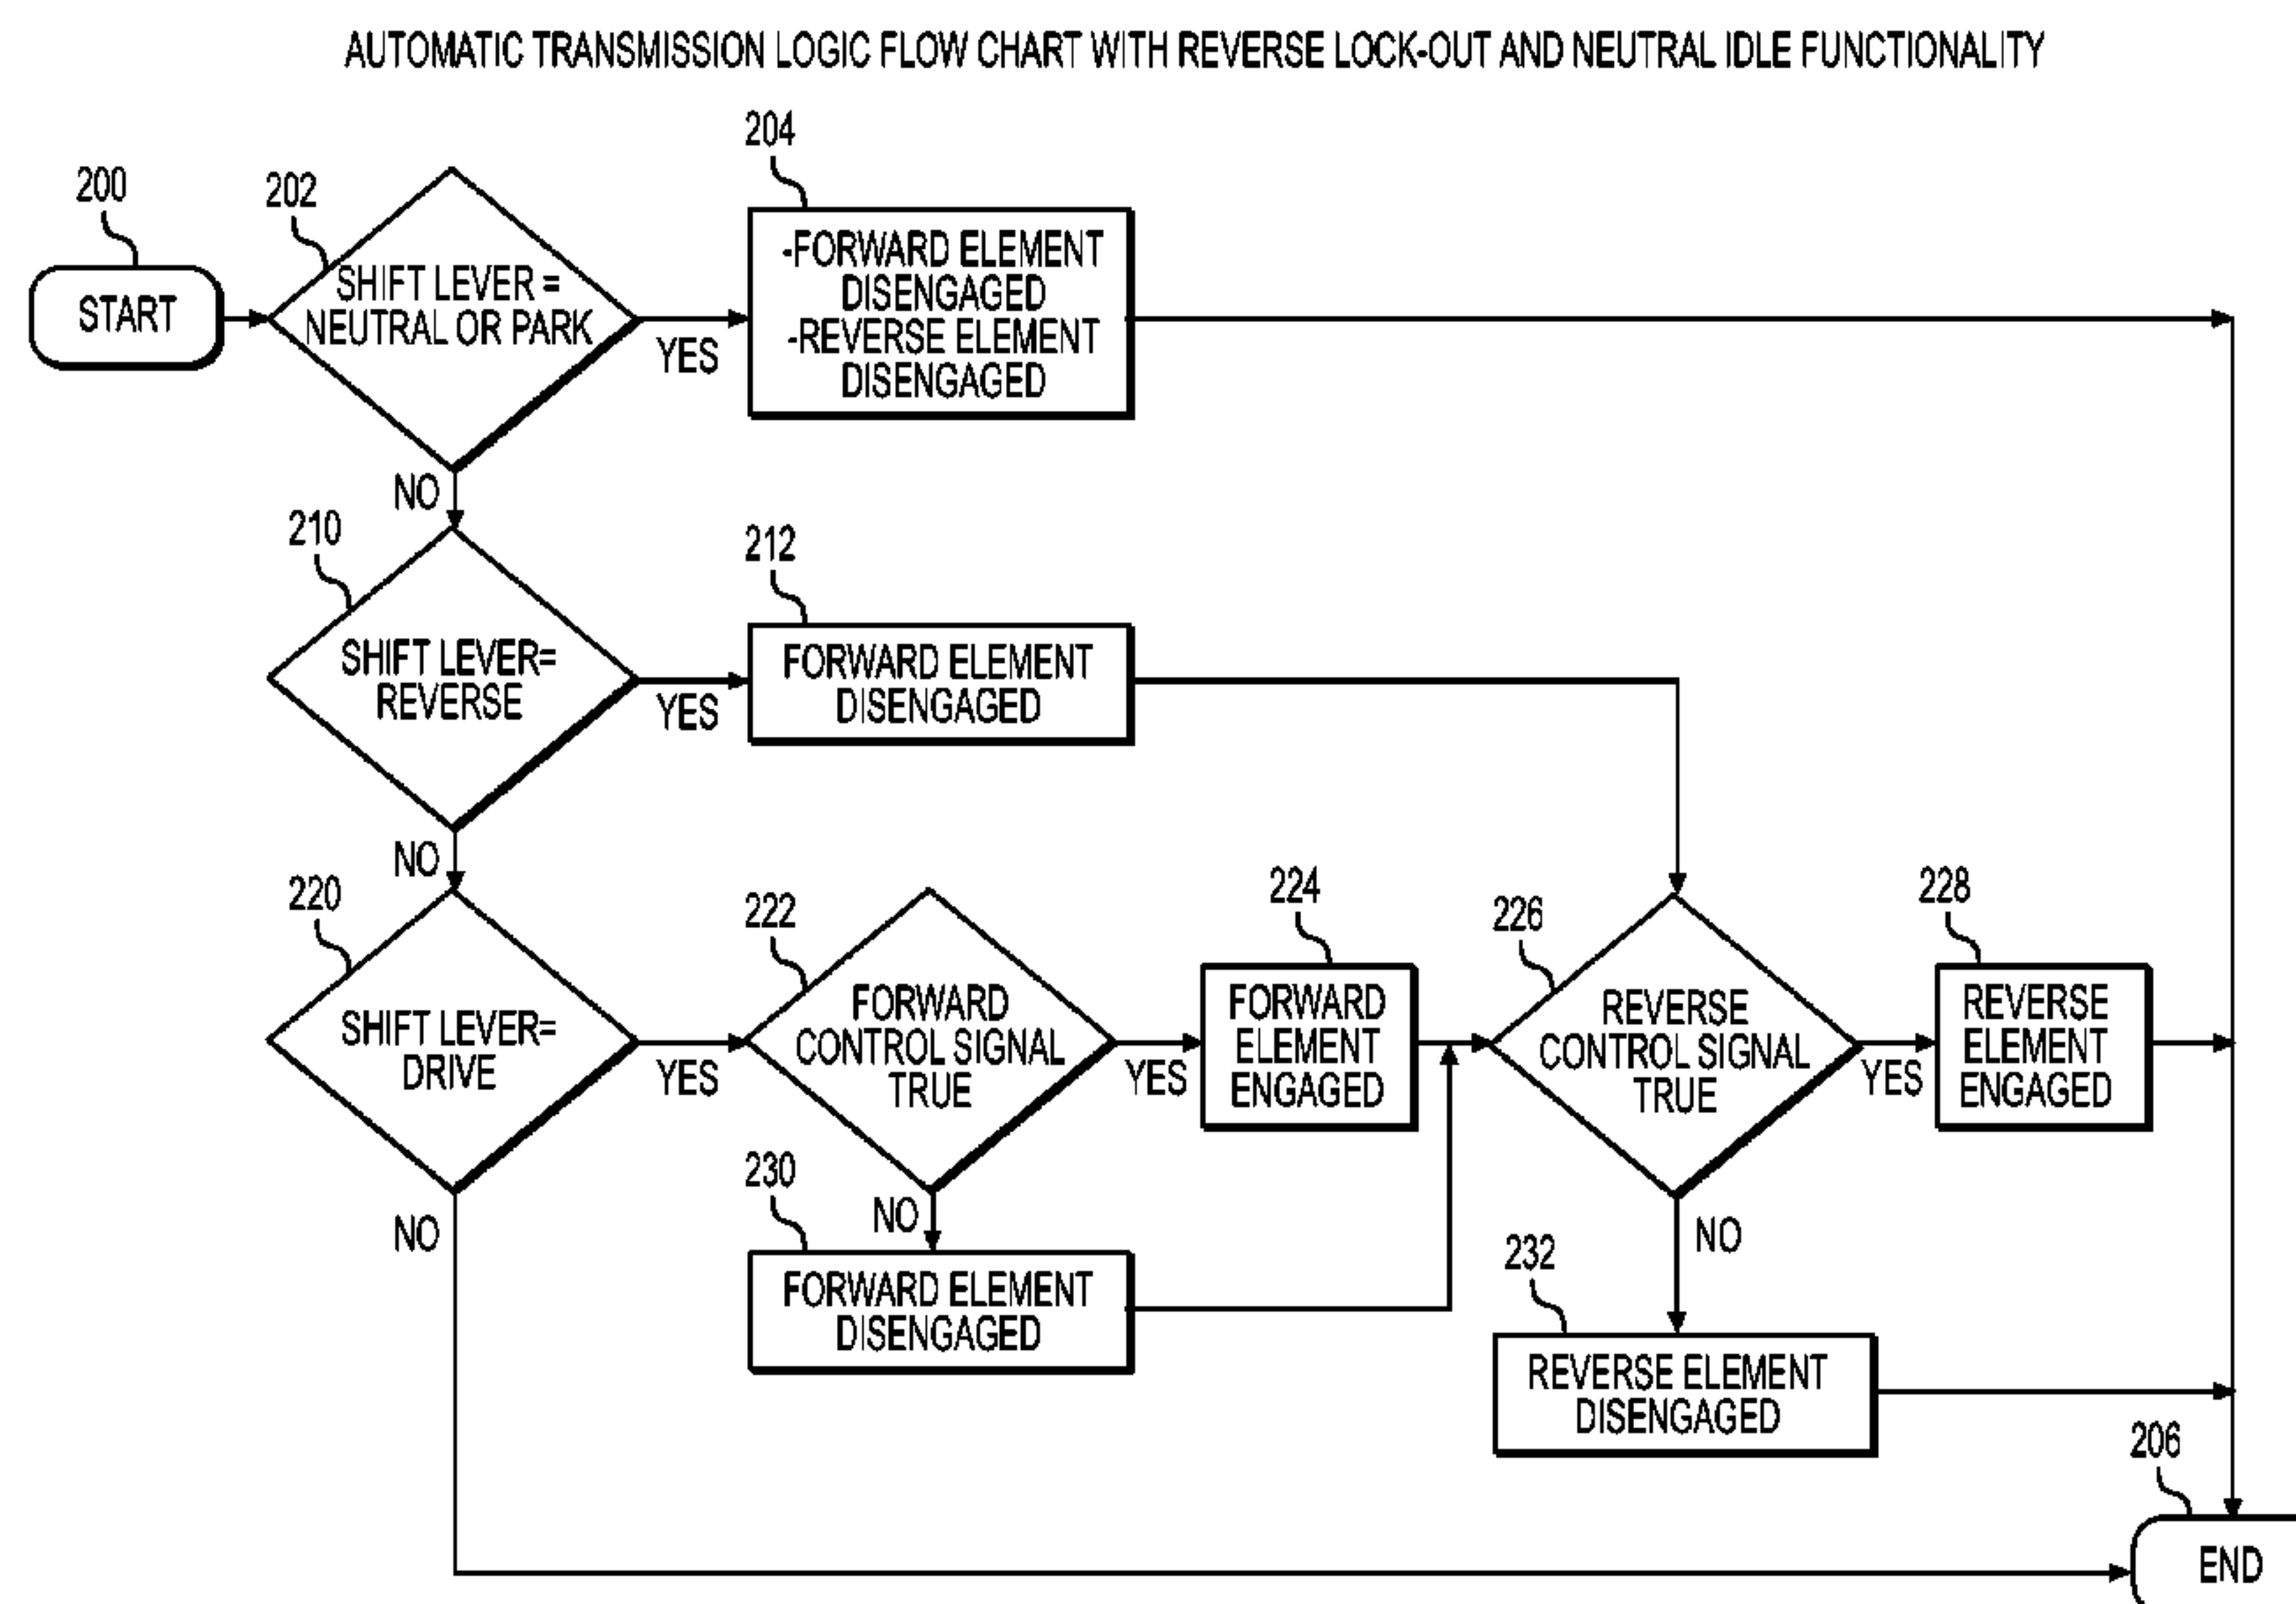 AUTOMATIC TRANSMISSION LOGIC FLOW CHART WITH REVERSE LOCK-OUT AND NEUTRAL IDLE FUNCTIONALITY
200
START
202
SHIFT LEVER =
NEUTRAL OR PARK
YES
NO
204
-FORWARD ELEMENT
DISENGAGED
-REVERSE ELEMENT
DISENGAGED
210
SHIFT LEVER=
REVERSE
YES
NO
212
FORWARD ELEMENT
DISENGAGED
220
SHIFT LEVER=
DRIVE
YES
NO
222
FORWARD
CONTROL SIGNAL
TRUE
YES
NO
224
FORWARD
ELEMENT
ENGAGED
226
REVERSE
CONTROL SIGNAL
TRUE
YES
NO
228
REVERSE
ELEMENT
ENGAGED
230
FORWARD ELEMENT
DISENGAGED
232
REVERSE ELEMENT
DISENGAGED
206
END